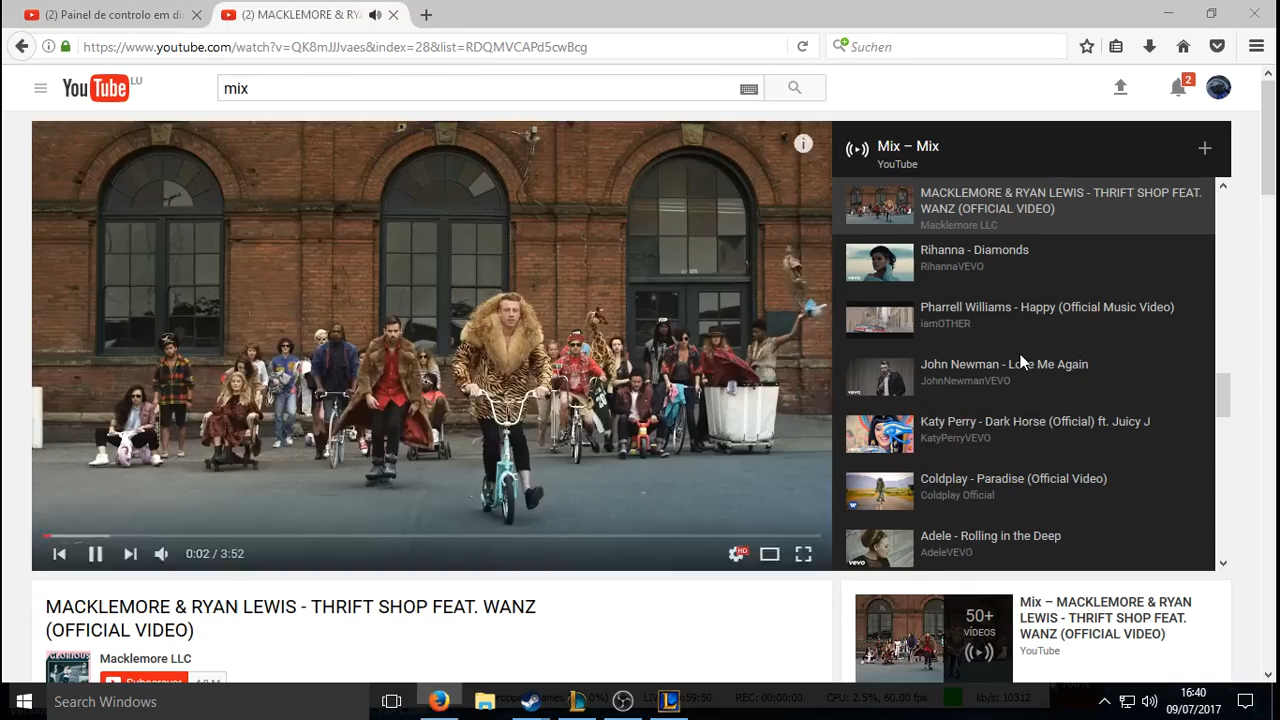 (2) Painel de controlo em di
(2) MACKLEMORE & RYA
https://www.youtube.com/watch?v=QK8mJJJvaes&index=28&list=RDQMVCAPd5cwBcg
Suchen
YouTube LU
mix
2
Mix – Mix
YouTube
MACKLEMORE & RYAN LEWIS - THRIFT SHOP FEAT.
WANZ (OFFICIAL VIDEO)
Macklemore LLC
Rihanna - Diamonds
RihannaVEVO
vevo
Pharrell Williams - Happy (Official Music Video)
iamOTHER
John Newman - Love Me Again
JohnNewmanVEVO
vevo
Katy Perry - Dark Horse (Official) ft. Juicy J
KatyPerryVEVO
vevo
Coldplay - Paradise (Official Video)
Coldplay Official
Adele - Rolling in the Deep
AdeleVEVO
vevo
0:02 / 3:52
HD
MACKLEMORE & RYAN LEWIS - THRIFT SHOP FEAT. WANZ
(OFFICIAL VIDEO)
Macklemore LLC
Subscrever
50+
VÍDEOS
Mix – MACKLEMORE & RYAN
LEWIS - THRIFT SHOP FEAT.
WANZ (OFFICIAL VIDEO)
YouTube
Search Windows
REC: 00:00:00
CPU: 2.5%, 60.00 fps
kb/s: 10312
16:40
09/07/2017